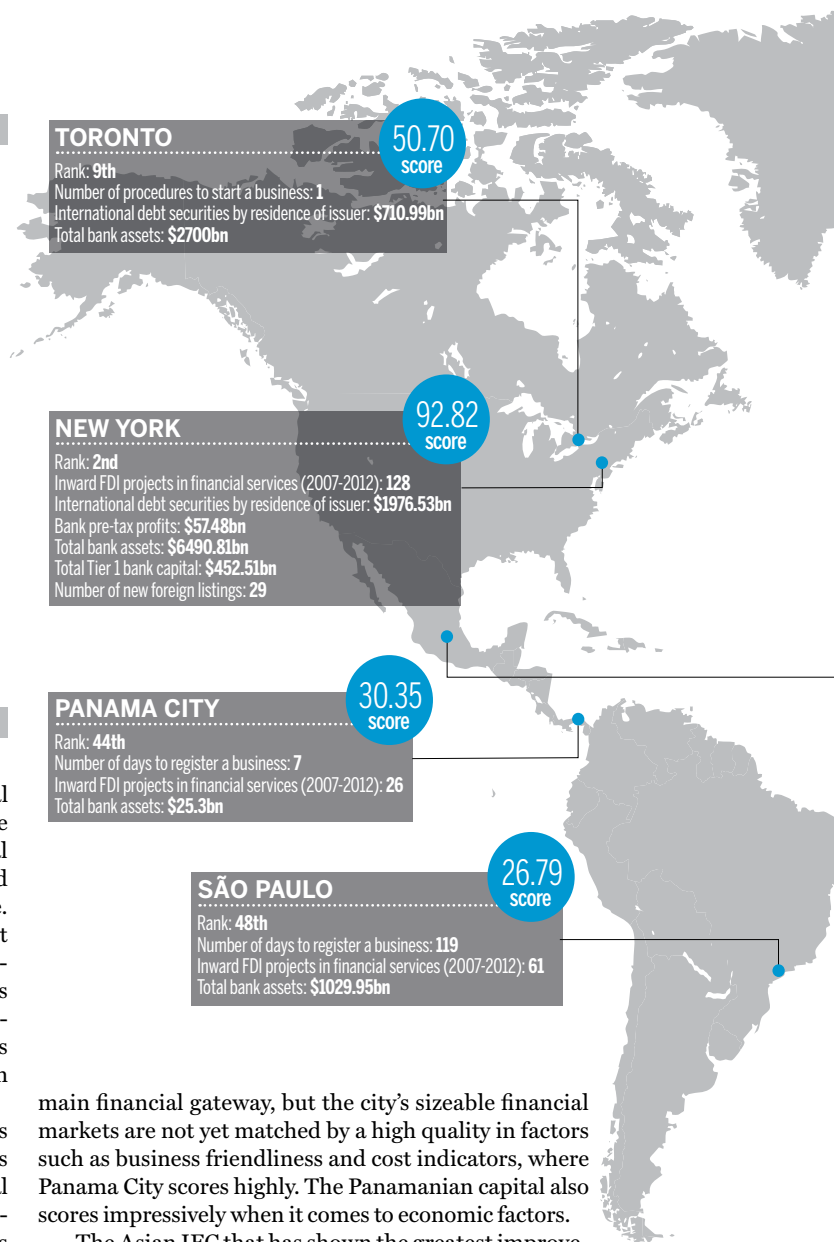 TORONTO
50.70
score
Rank: 9th
Number of procedures to start a business: 1
International debt securities by residence of issuer: $710.99bn
Total bank assets: $2700bn
NEW YORK
92.82
score
Rank: 2nd
Inward FDI projects in financial services (2007-2012): 128
International debt securities by residence of issuer: $1976.53bn
Bank pre-tax profits: $57.48bn
Total bank assets: $6490.81bn
Total Tier 1 bank capital: $452.51bn
Number of new foreign listings: 29
PANAMA CITY
30.35
score
Rank: 44th
Number of days to register a business: 7
Inward FDI projects in financial services (2007-2012): 26
Total bank assets: $25.3bn
SÃO PAULO
26.79
score
Rank: 48th
Number of days to register a business: 119
Inward FDI projects in financial services (2007-2012): 61
Total bank assets: $1029.95bn
main financial gateway, but the city's sizeable financial
markets are not yet matched by a high quality in factors
such as business friendliness and cost indicators, where
Panama City scores highly. The Panamanian capital also
scores impressively when it comes to economic factors.
The Asian IFC that has shown the greatest improve-